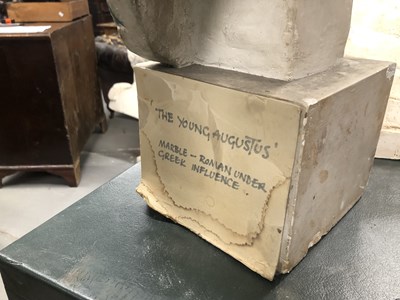 'THE YOUNG AUGUSTUS'
MARBLE – ROMAN UNDER
GREEK INFLUENCE